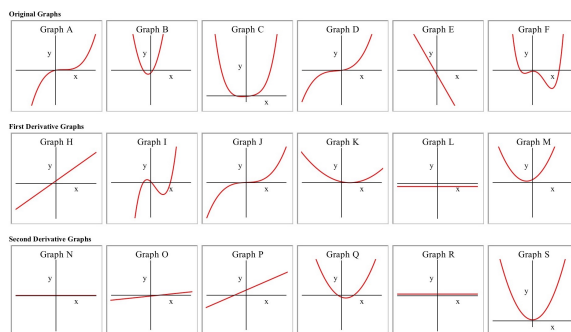 Original Graphs
Graph A Graph B Graph C Graph D Graph E Graph F
y y y y y y
x x x x x x
First Derivative Graphs
Graph H Graph I Graph J Graph K Graph L Graph M
y y y y y y
x x x x x x
Second Derivative Graphs
Graph N Graph O Graph P Graph Q Graph R Graph S
y y y y y y
x x x x x x